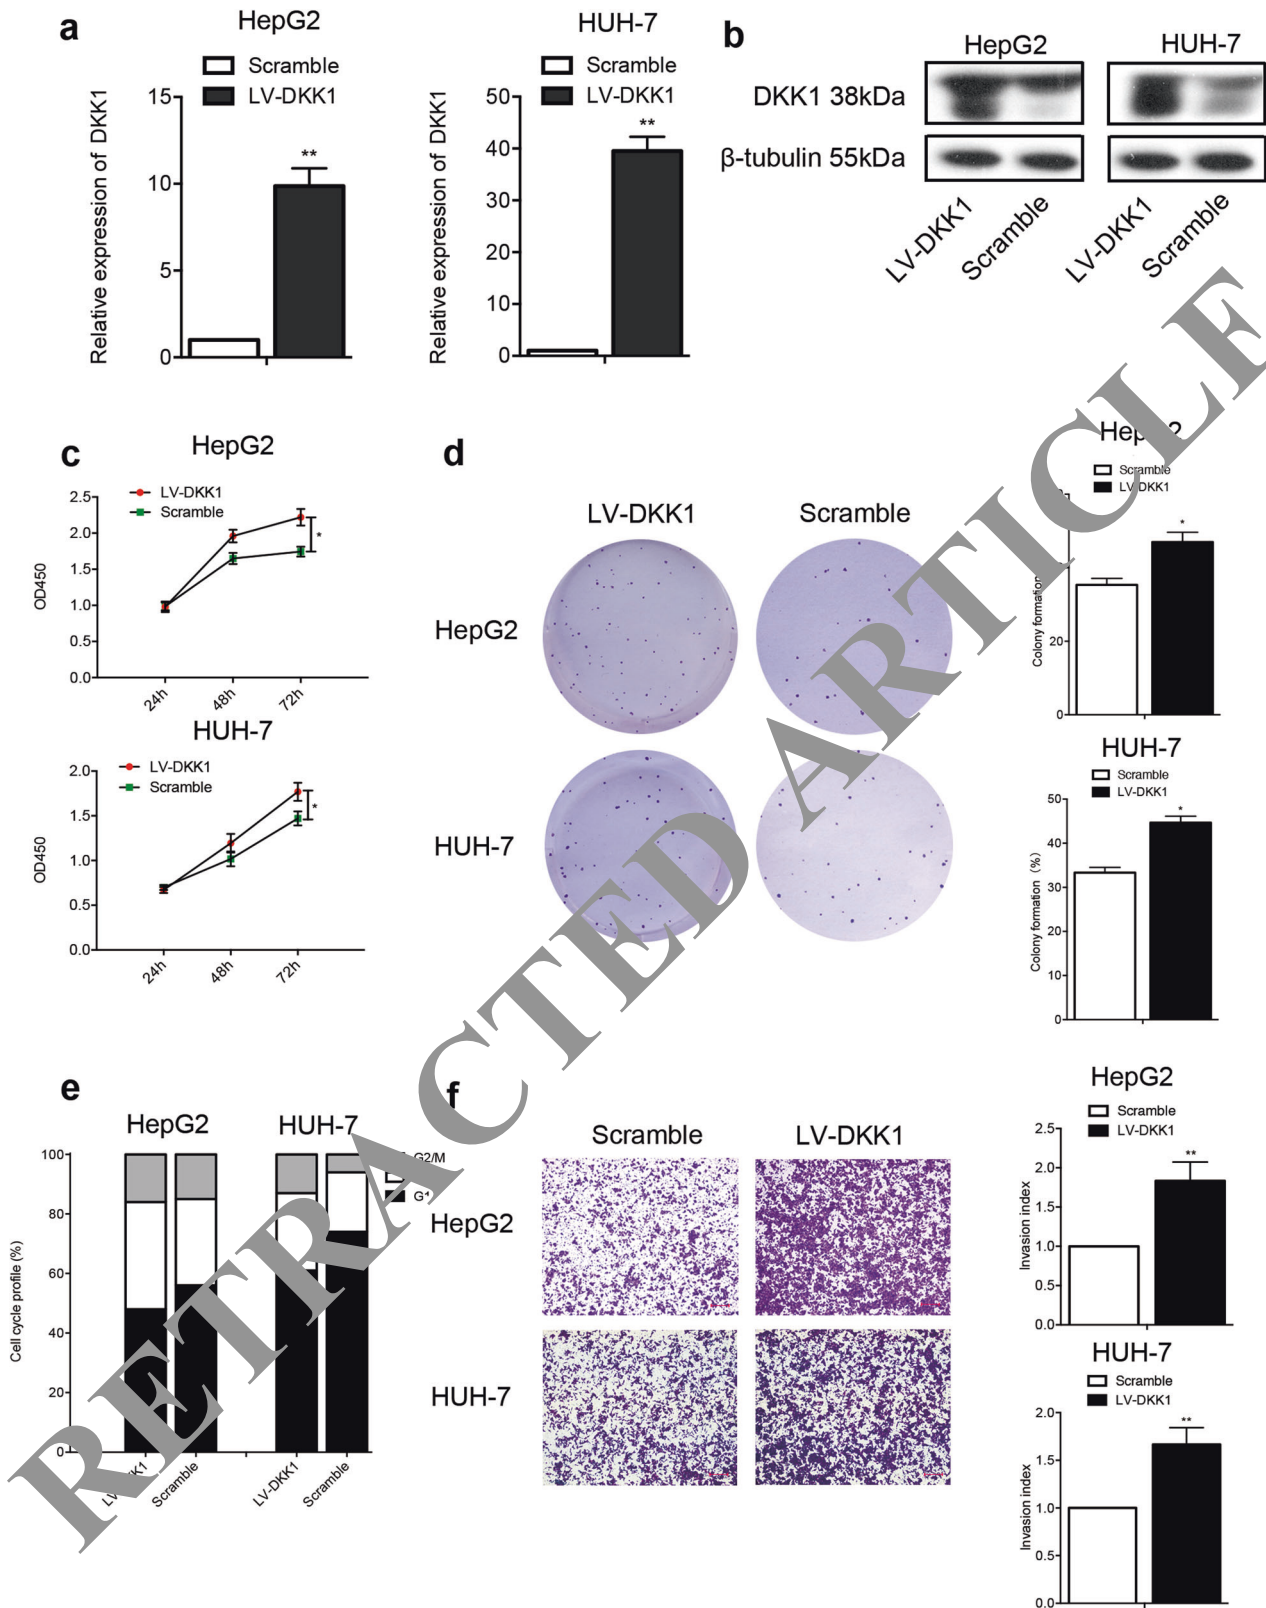 a
HepG2
Scramble
LV-DKK1
Relative expression of DKK1
15
10
5
0
**
HUH-7
Scramble
LV-DKK1
Relative expression of DKK1
50
40
30
20
10
0
**
b
HepG2
HUH-7
DKK1 38kDa
β-tubulin 55kDa
LV-DKK1
Scramble
LV-DKK1
Scramble
c
HepG2
LV-DKK1
Scramble
OD450
2.5
2.0
1.5
1.0
0.5
0.0
*
24h
48h
72h
HUH-7
LV-DKK1
Scramble
OD450
2.0
1.5
1.0
0.5
0.0
*
24h
48h
72h
d
LV-DKK1
Scramble
HepG2
HUH-7
Scramble
LV-DKK1
Colony formation
20
0
*
HUH-7
Scramble
LV-DKK1
Colony formation (%)
50
40
30
20
10
0
*
e
HepG2
HUH-7
G2/M
Cell cycle profile (%)
100
80
60
40
20
0
Scramble
LV-DKK1
Scramble
f
Scramble
LV-DKK1
HepG2
HUH-7
HepG2
Scramble
LV-DKK1
Invasion index
2.5
2.0
1.5
1.0
0.5
0.0
**
HUH-7
Scramble
LV-DKK1
Invasion index
2.0
1.5
1.0
0.5
0.0
**
RETRACTED ARTICLE